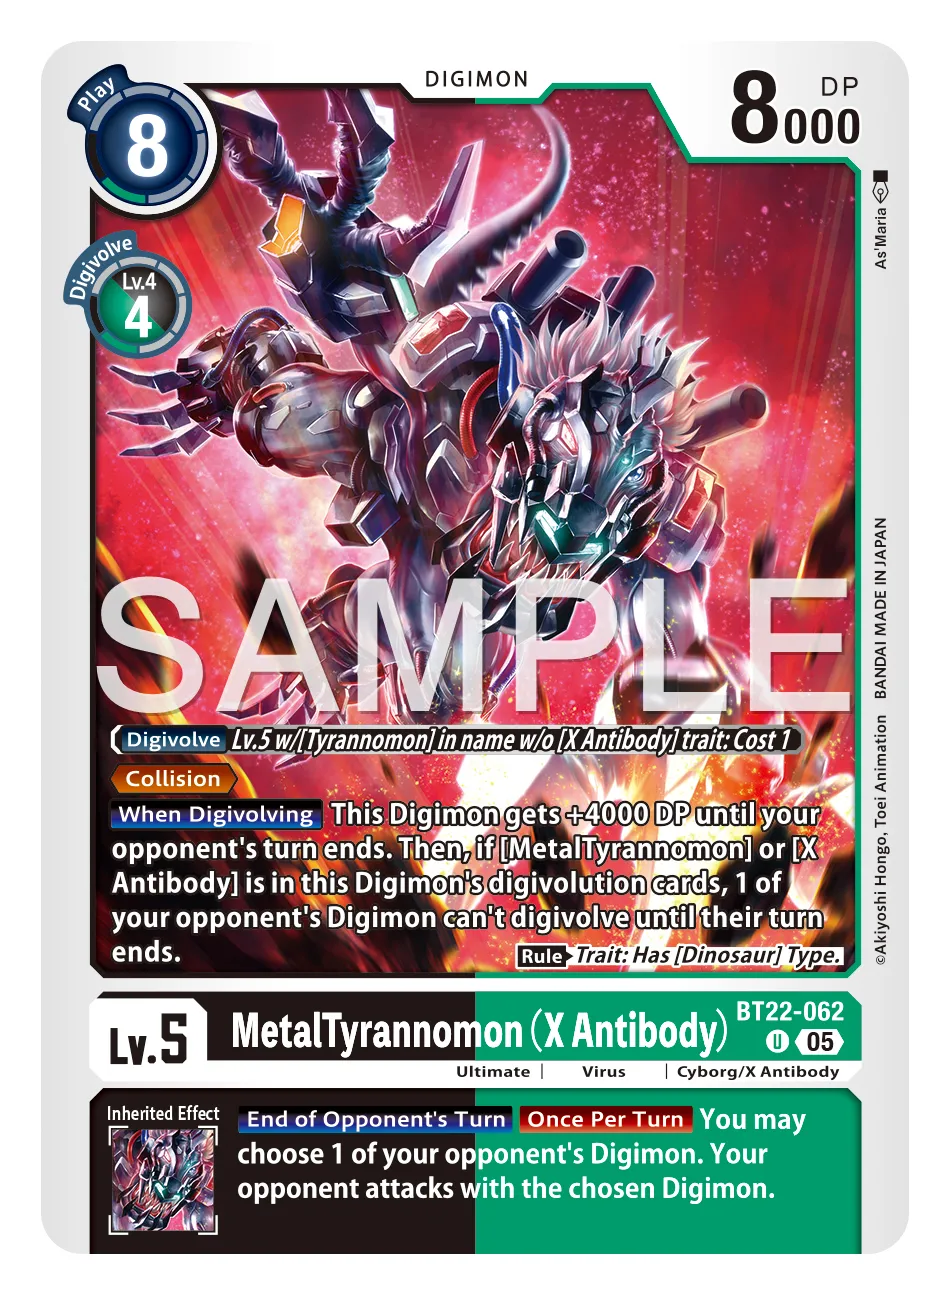 DIGIMON
Play
8
DP
8000
Digivolve
Lv.4
4
As'Maria
SAMPLE
BANDAI MADE IN JAPAN
©Akiyoshi Hongo, Toei Animation
Digivolve Lv.5 w/[Tyrannomon] in name w/o [X Antibody] trait: Cost 1
Collision
When Digivolving This Digimon gets +4000 DP until your
opponent's turn ends. Then, if [MetalTyrannomon] or [X
Antibody] is in this Digimon's digivolution cards, 1 of
your opponent's Digimon can't digivolve until their turn
ends.
Rule Trait: Has [Dinosaur] Type.
Lv.5
MetalTyrannomon (X Antibody)
BT22-062
U 05
Ultimate | Virus | Cyborg/X Antibody
Inherited Effect
End of Opponent's Turn Once Per Turn You may
choose 1 of your opponent's Digimon. Your
opponent attacks with the chosen Digimon.